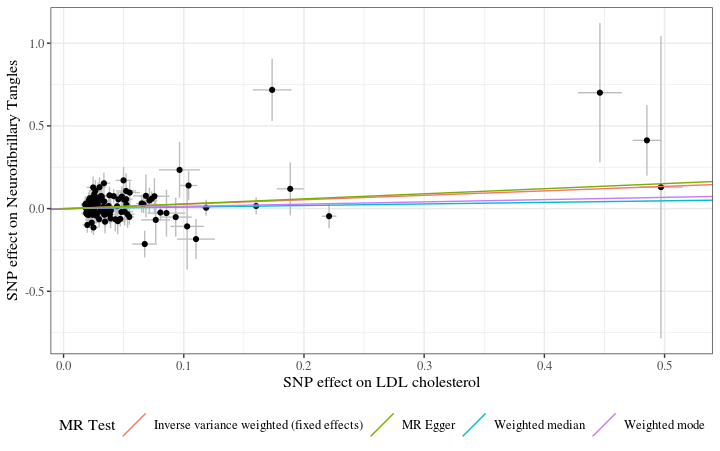 1.0
0.5
0.0
-0.5
SNP effect on Neurofibrillary Tangles
0.0 0.1 0.2 0.3 0.4 0.5
SNP effect on LDL cholesterol
MR Test Inverse variance weighted (fixed effects) MR Egger Weighted median Weighted mode